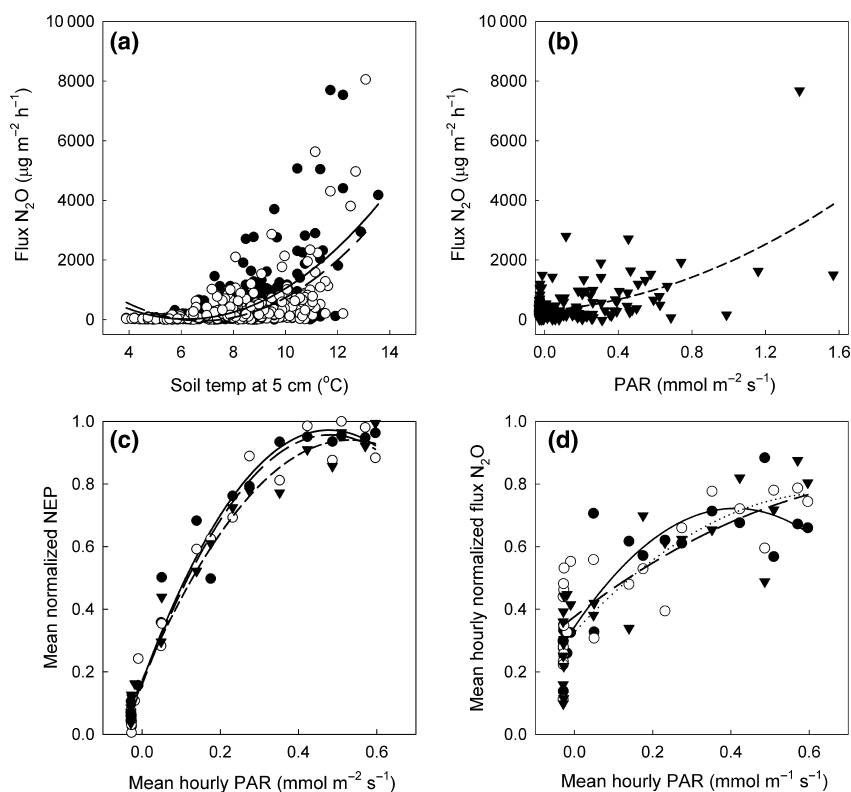 (a)
10 000
8000
6000
4000
2000
0
Flux N₂O (μg m⁻² h⁻¹)
4 6 8 10 12 14
Soil temp at 5 cm (°C)
(b)
10 000
8000
6000
4000
2000
0
Flux N₂O (μg m⁻² h⁻¹)
0.0 0.4 0.8 1.2 1.6
PAR (mmol m⁻² s⁻¹)
(c)
1.0
0.8
0.6
0.4
0.2
0.0
Mean normalized NEP
0.0 0.2 0.4 0.6
Mean hourly PAR (mmol m⁻² s⁻¹)
(d)
1.0
0.8
0.6
0.4
0.2
0.0
Mean hourly normalized flux N₂O
0.0 0.2 0.4 0.6
Mean hourly PAR (mmol m⁻¹ s⁻¹)